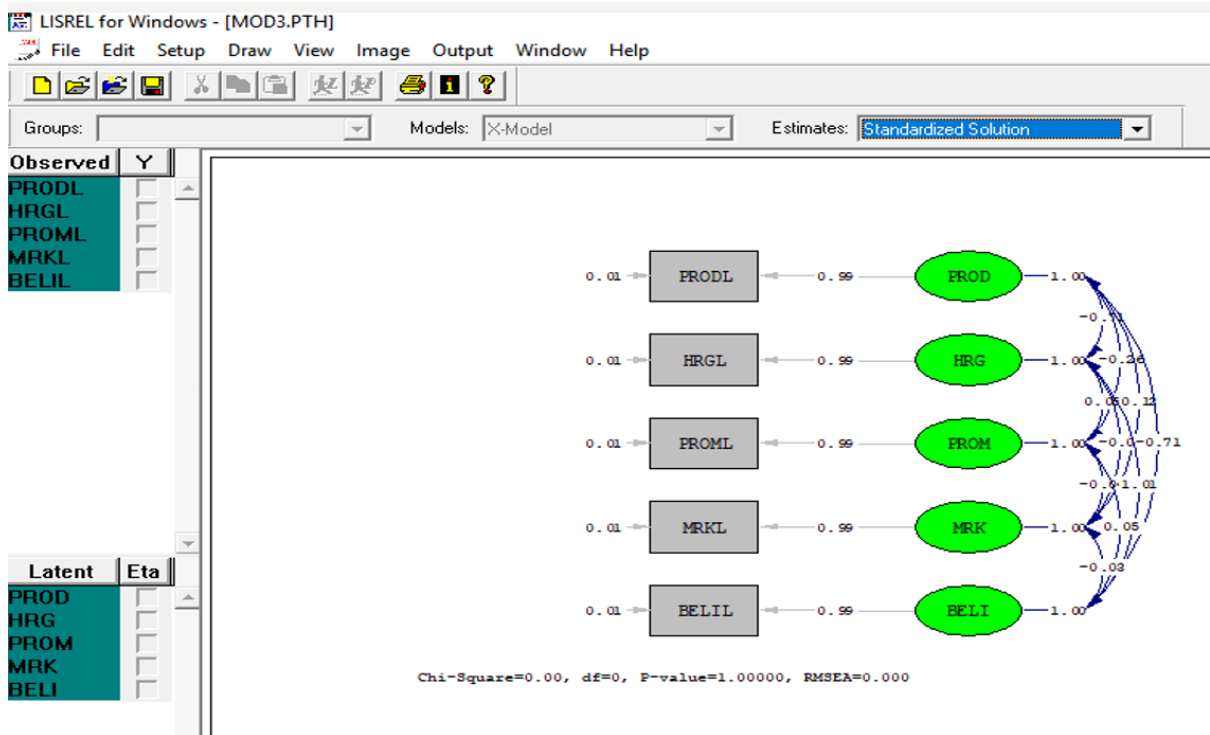 LISREL for Windows - [MOD3.PTH]
File Edit Setup Draw View Image Output Window Help
Groups: Models: X-Model Estimates: Standardized Solution
Observed Y
PRODL
HRGL
PROML
MRKL
BELIL
Latent Eta
PROD
HRG
PROM
MRK
BELI
0.01 PRODL 0.99 PROD 1.00
0.01 HRGL 0.99 HRG 1.00 -0.26
0.05 0.12
0.01 PROML 0.99 PROM 1.00 -0.71
1.01
0.01 MRKL 0.99 MRK 1.00 0.05
-0.03
0.01 BELIL 0.99 BELI 1.00
Chi-Square=0.00, df=0, P-value=1.00000, RMSEA=0.000